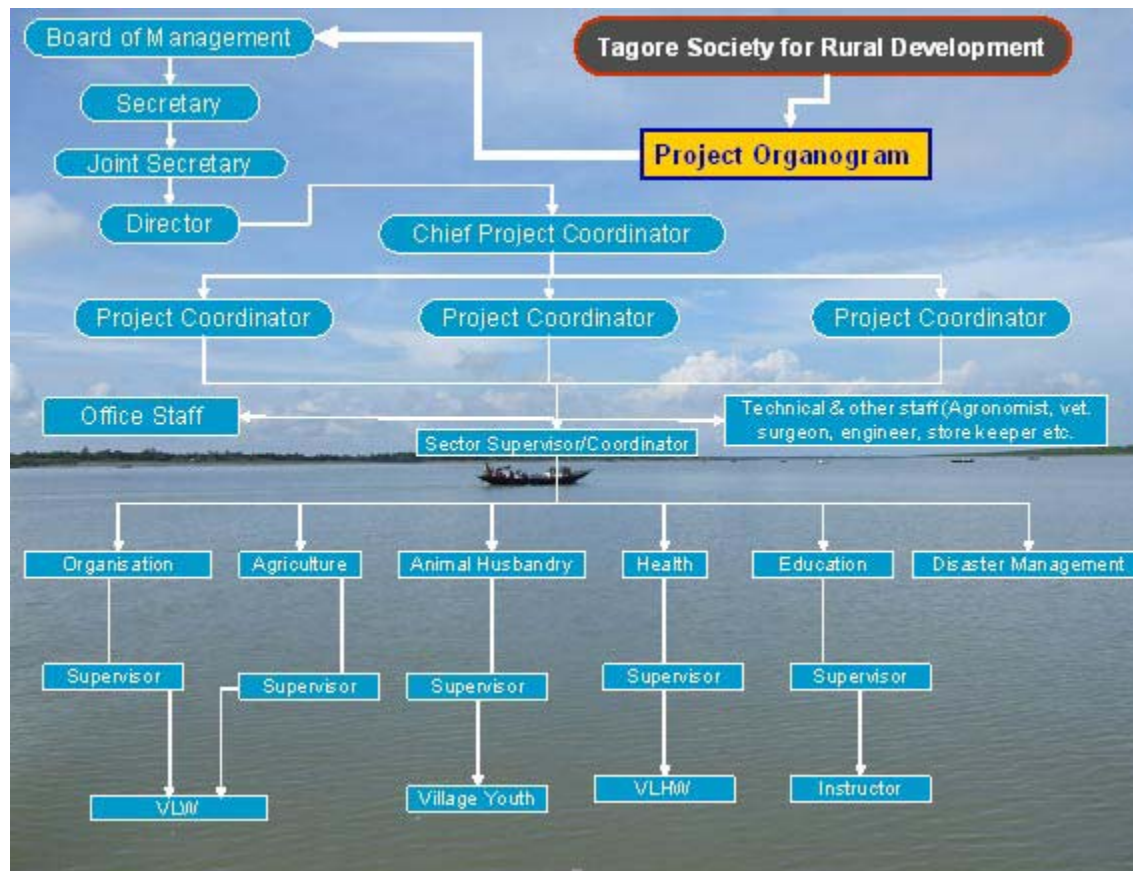 Tagore Society for Rural Development
Project Organogram
Board of Management
Secretary
Joint Secretary
Director
Chief Project Coordinator
Project Coordinator
Project Coordinator
Project Coordinator
Office Staff
Technical & other staff (Agronomist, vet.
surgeon, engineer, store keeper etc.
Sector Supervisor/Coordinator
Organisation
Agriculture
Animal Husbandry
Health
Education
Disaster Management
Supervisor
Supervisor
Supervisor
Supervisor
Supervisor
VLW
Village Youth
VLHW
Instructor